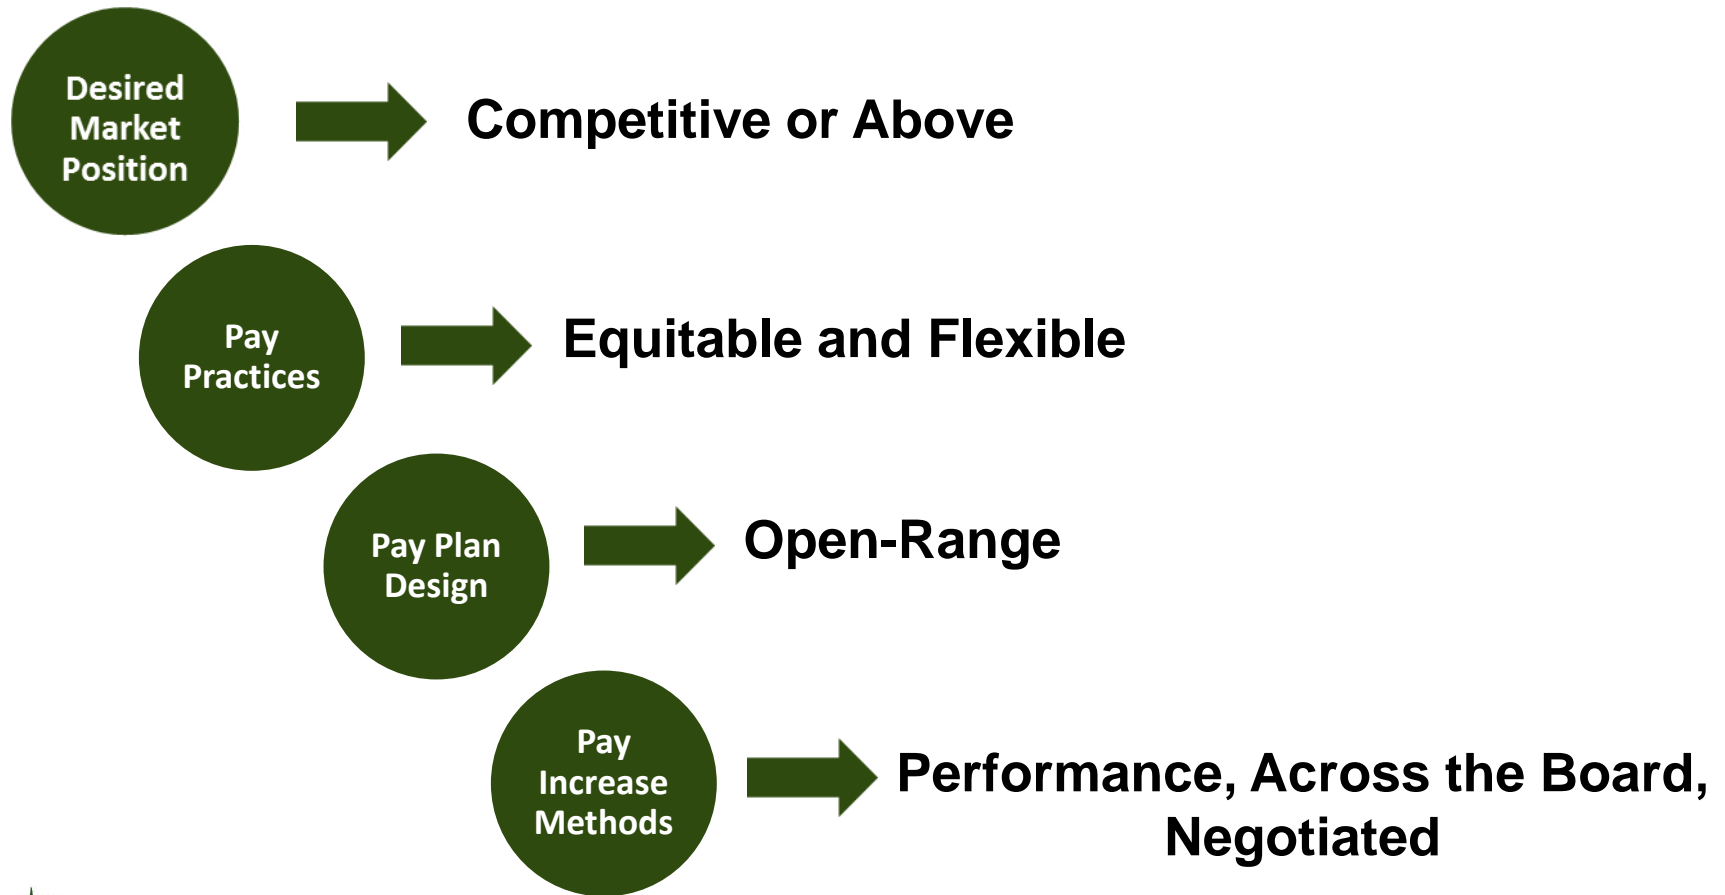 Desired
Market
Position
Competitive or Above
Pay
Practices
Equitable and Flexible
Pay Plan
Design
Open-Range
Pay
Increase
Methods
Performance, Across the Board,
Negotiated